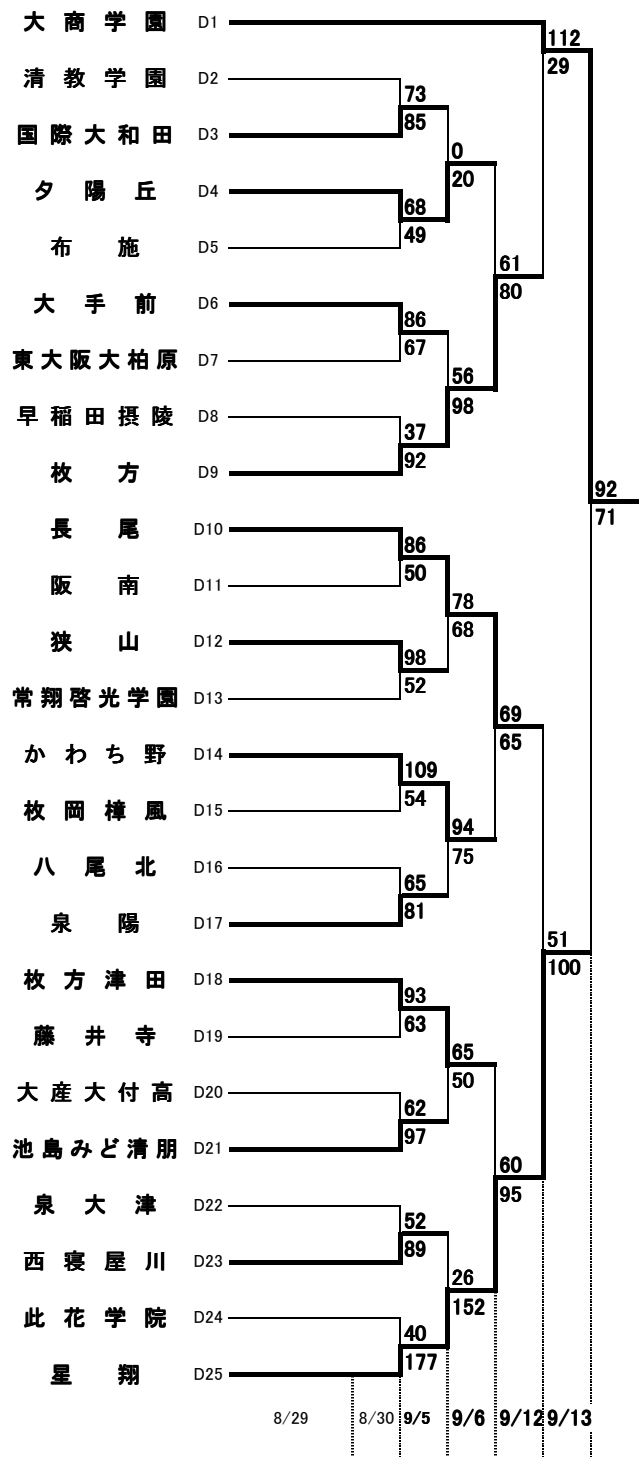 大商学園 D1
112
29
清教学園 D2
73
85
国際大和田 D3
0
20
夕陽丘 D4
68
49
布施 D5
61
80
大手前 D6
86
67
東大阪大柏原 D7
56
98
早稲田摂陵 D8
37
92
枚方 D9
92
71
長尾 D10
86
50
阪南 D11
78
68
狭山 D12
98
52
常翔啓光学園 D13
69
65
かわち野 D14
109
54
枚岡樟風 D15
94
75
八尾北 D16
65
81
泉陽 D17
51
100
枚方津田 D18
93
63
藤井寺 D19
65
50
大産大付高 D20
62
97
池島みど清朋 D21
60
95
泉大津 D22
52
89
西寝屋川 D23
26
152
此花学院 D24
40
177
星翔 D25
8/29 8/30 9/5 9/6 9/12 9/13